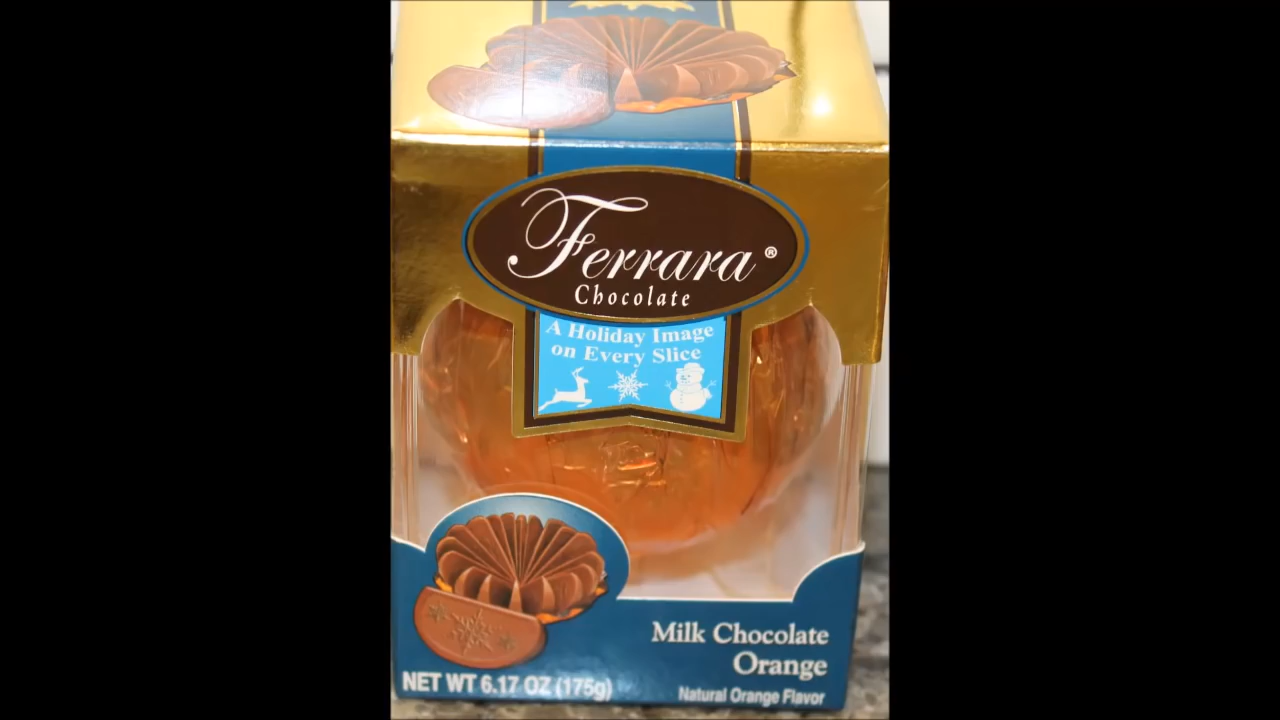 Ferrara®
Chocolate
A Holiday Image
on Every Slice
Milk Chocolate
Orange
NET WT 6.17 OZ (175g)
Natural Orange Flavor